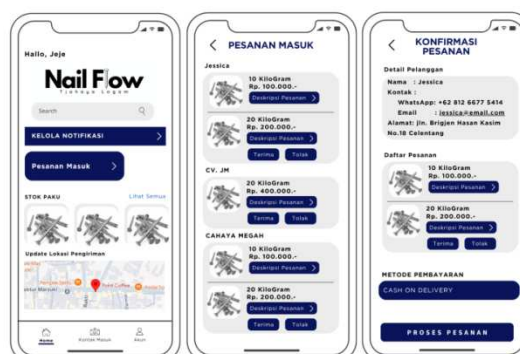 Hallo, Jeje
Nail Flow
Tjahaya Logam
Search
KELOLA NOTIFIKASI
Pesanan Masuk
STOK PAKU
Lihat Semua
Update Lokasi Pengiriman
Home
Kontak Masuk
Akun
PESANAN MASUK
Jessica
10 KiloGram
Rp. 100.000.-
Deskripsi Pesanan
20 KiloGram
Rp. 200.000.-
Deskripsi Pesanan
Terima
Tolak
CV. JM
20 KiloGram
Rp. 400.000.-
Deskripsi Pesanan
Terima
Tolak
CAHAYA MEGAH
10 KiloGram
Rp. 100.000.-
Deskripsi Pesanan
20 KiloGram
Rp. 200.000.-
Deskripsi Pesanan
Terima
Tolak
KONFIRMASI
PESANAN
Detail Pelanggan
Nama : Jessica
Kontak :
WhatsApp: +62 812 6677 5414
Email : jessica@email.com
Alamat: Jln. Brigjen Hasan Kasim
No.18 Celentang
Daftar Pesanan
10 KiloGram
Rp. 100.000.-
Deskripsi Pesanan
20 KiloGram
Rp. 200.000.-
Deskripsi Pesanan
Terima
Tolak
METODE PEMBAYARAN
CASH ON DELIVERY
PROSES PESANAN